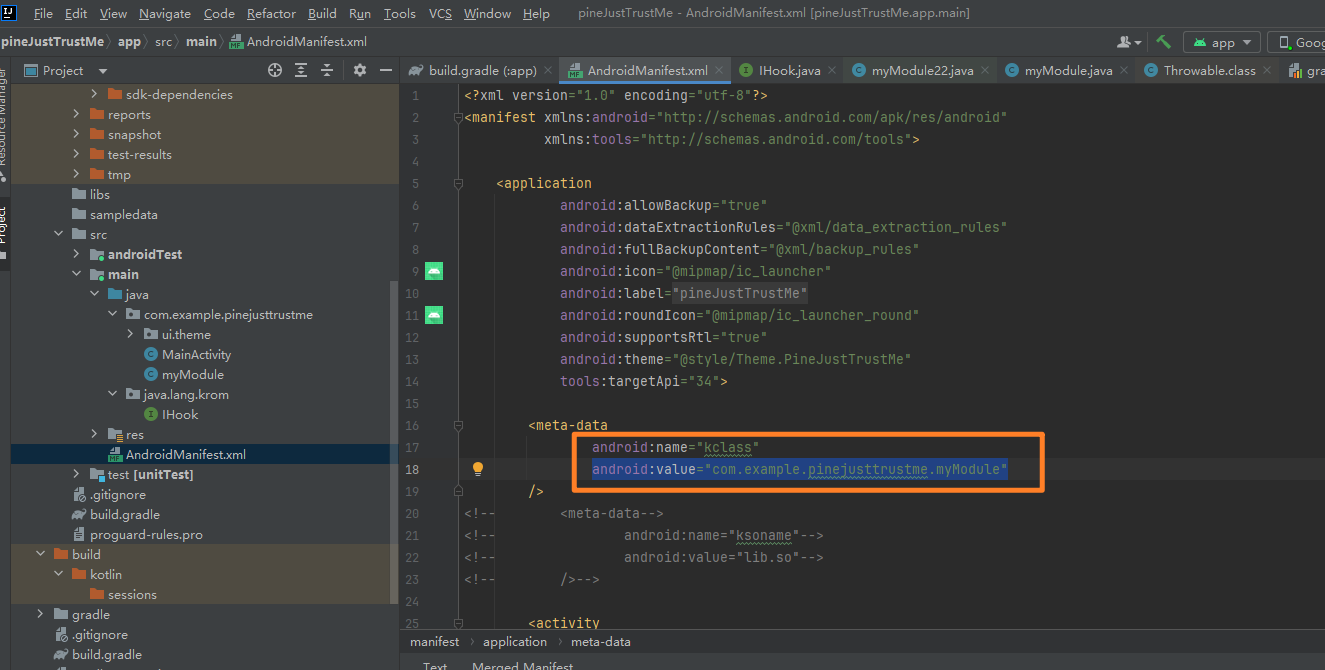 File Edit View Navigate Code Refactor Build Run Tools VCS Window Help pineJustTrustMe - AndroidManifest.xml [pineJustTrustMe.app.main]
pineJustTrustMe app src main AndroidManifest.xml app Goog
Project
build.gradle (:app) AndroidManifest.xml IHook.java myModule22.java myModule.java Throwable.class gra
Resource Manager
Project
sdk-dependencies
reports
snapshot
test-results
tmp
libs
sampledata
src
androidTest
main
java
com.example.pinejusttrustme
ui.theme
MainActivity
myModule
java.lang.krom
IHook
res
AndroidManifest.xml
test [unitTest]
.gitignore
build.gradle
proguard-rules.pro
build
kotlin
sessions
gradle
.gitignore
build.gradle
1 <?xml version="1.0" encoding="utf-8"?>
2 <manifest xmlns:android="http://schemas.android.com/apk/res/android"
3 xmlns:tools="http://schemas.android.com/tools">
4
5 <application
6 android:allowBackup="true"
7 android:dataExtractionRules="@xml/data_extraction_rules"
8 android:fullBackupContent="@xml/backup_rules"
9 android:icon="@mipmap/ic_launcher"
10 android:label="pineJustTrustMe"
11 android:roundIcon="@mipmap/ic_launcher_round"
12 android:supportsRtl="true"
13 android:theme="@style/Theme.PineJustTrustMe"
14 tools:targetApi="34">
15
16 <meta-data
17 android:name="kclass"
18 android:value="com.example.pinejusttrustme.myModule"
19 />
20 <!-- <meta-data-->
21 <!-- android:name="ksoname"-->
22 <!-- android:value="lib.so"-->
23 <!-- />-->
24
25 <activity
manifest application meta-data
Text Merged Manifest